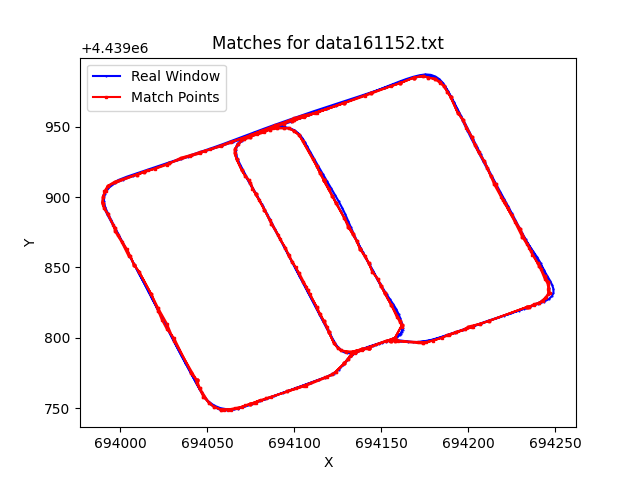 Matches for data161152.txt
+4.439e6
Real Window
Match Points
950
900
850
800
750
Y
694000 694050 694100 694150 694200 694250
X